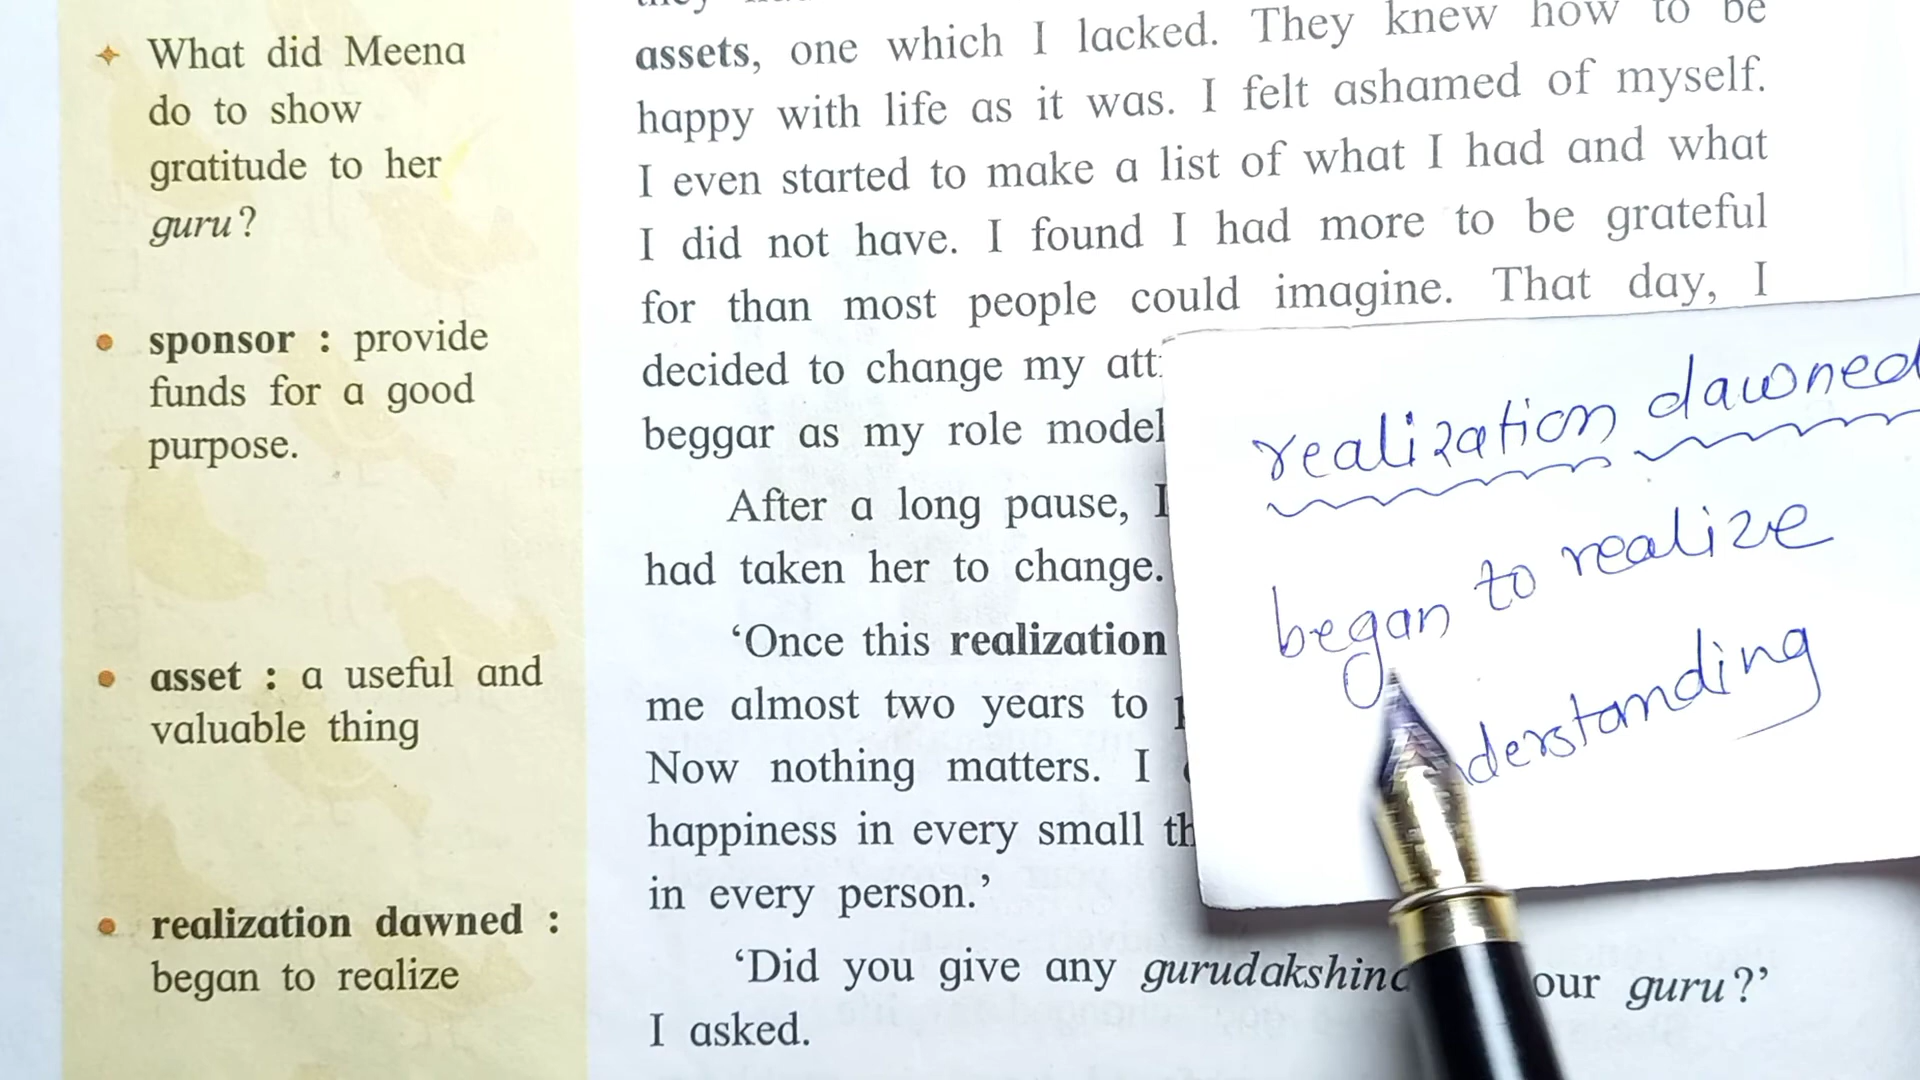 What did Meena
do to show
gratitude to her
guru?
sponsor : provide
funds for a good
purpose.
asset : a useful and
valuable thing
realization dawned :
began to realize
assets, one which I lacked. They knew how to be
happy with life as it was. I felt ashamed of myself.
I even started to make a list of what I had and what
I did not have. I found I had more to be grateful
for than most people could imagine. That day, I
decided to change my att
beggar as my role model
After a long pause, I
had taken her to change.
‘Once this realization
me almost two years to
Now nothing matters. I
happiness in every small th
in every person.’
‘Did you give any gurudakshina our guru?’
I asked.
realization dawned
began to realize
nderstanding